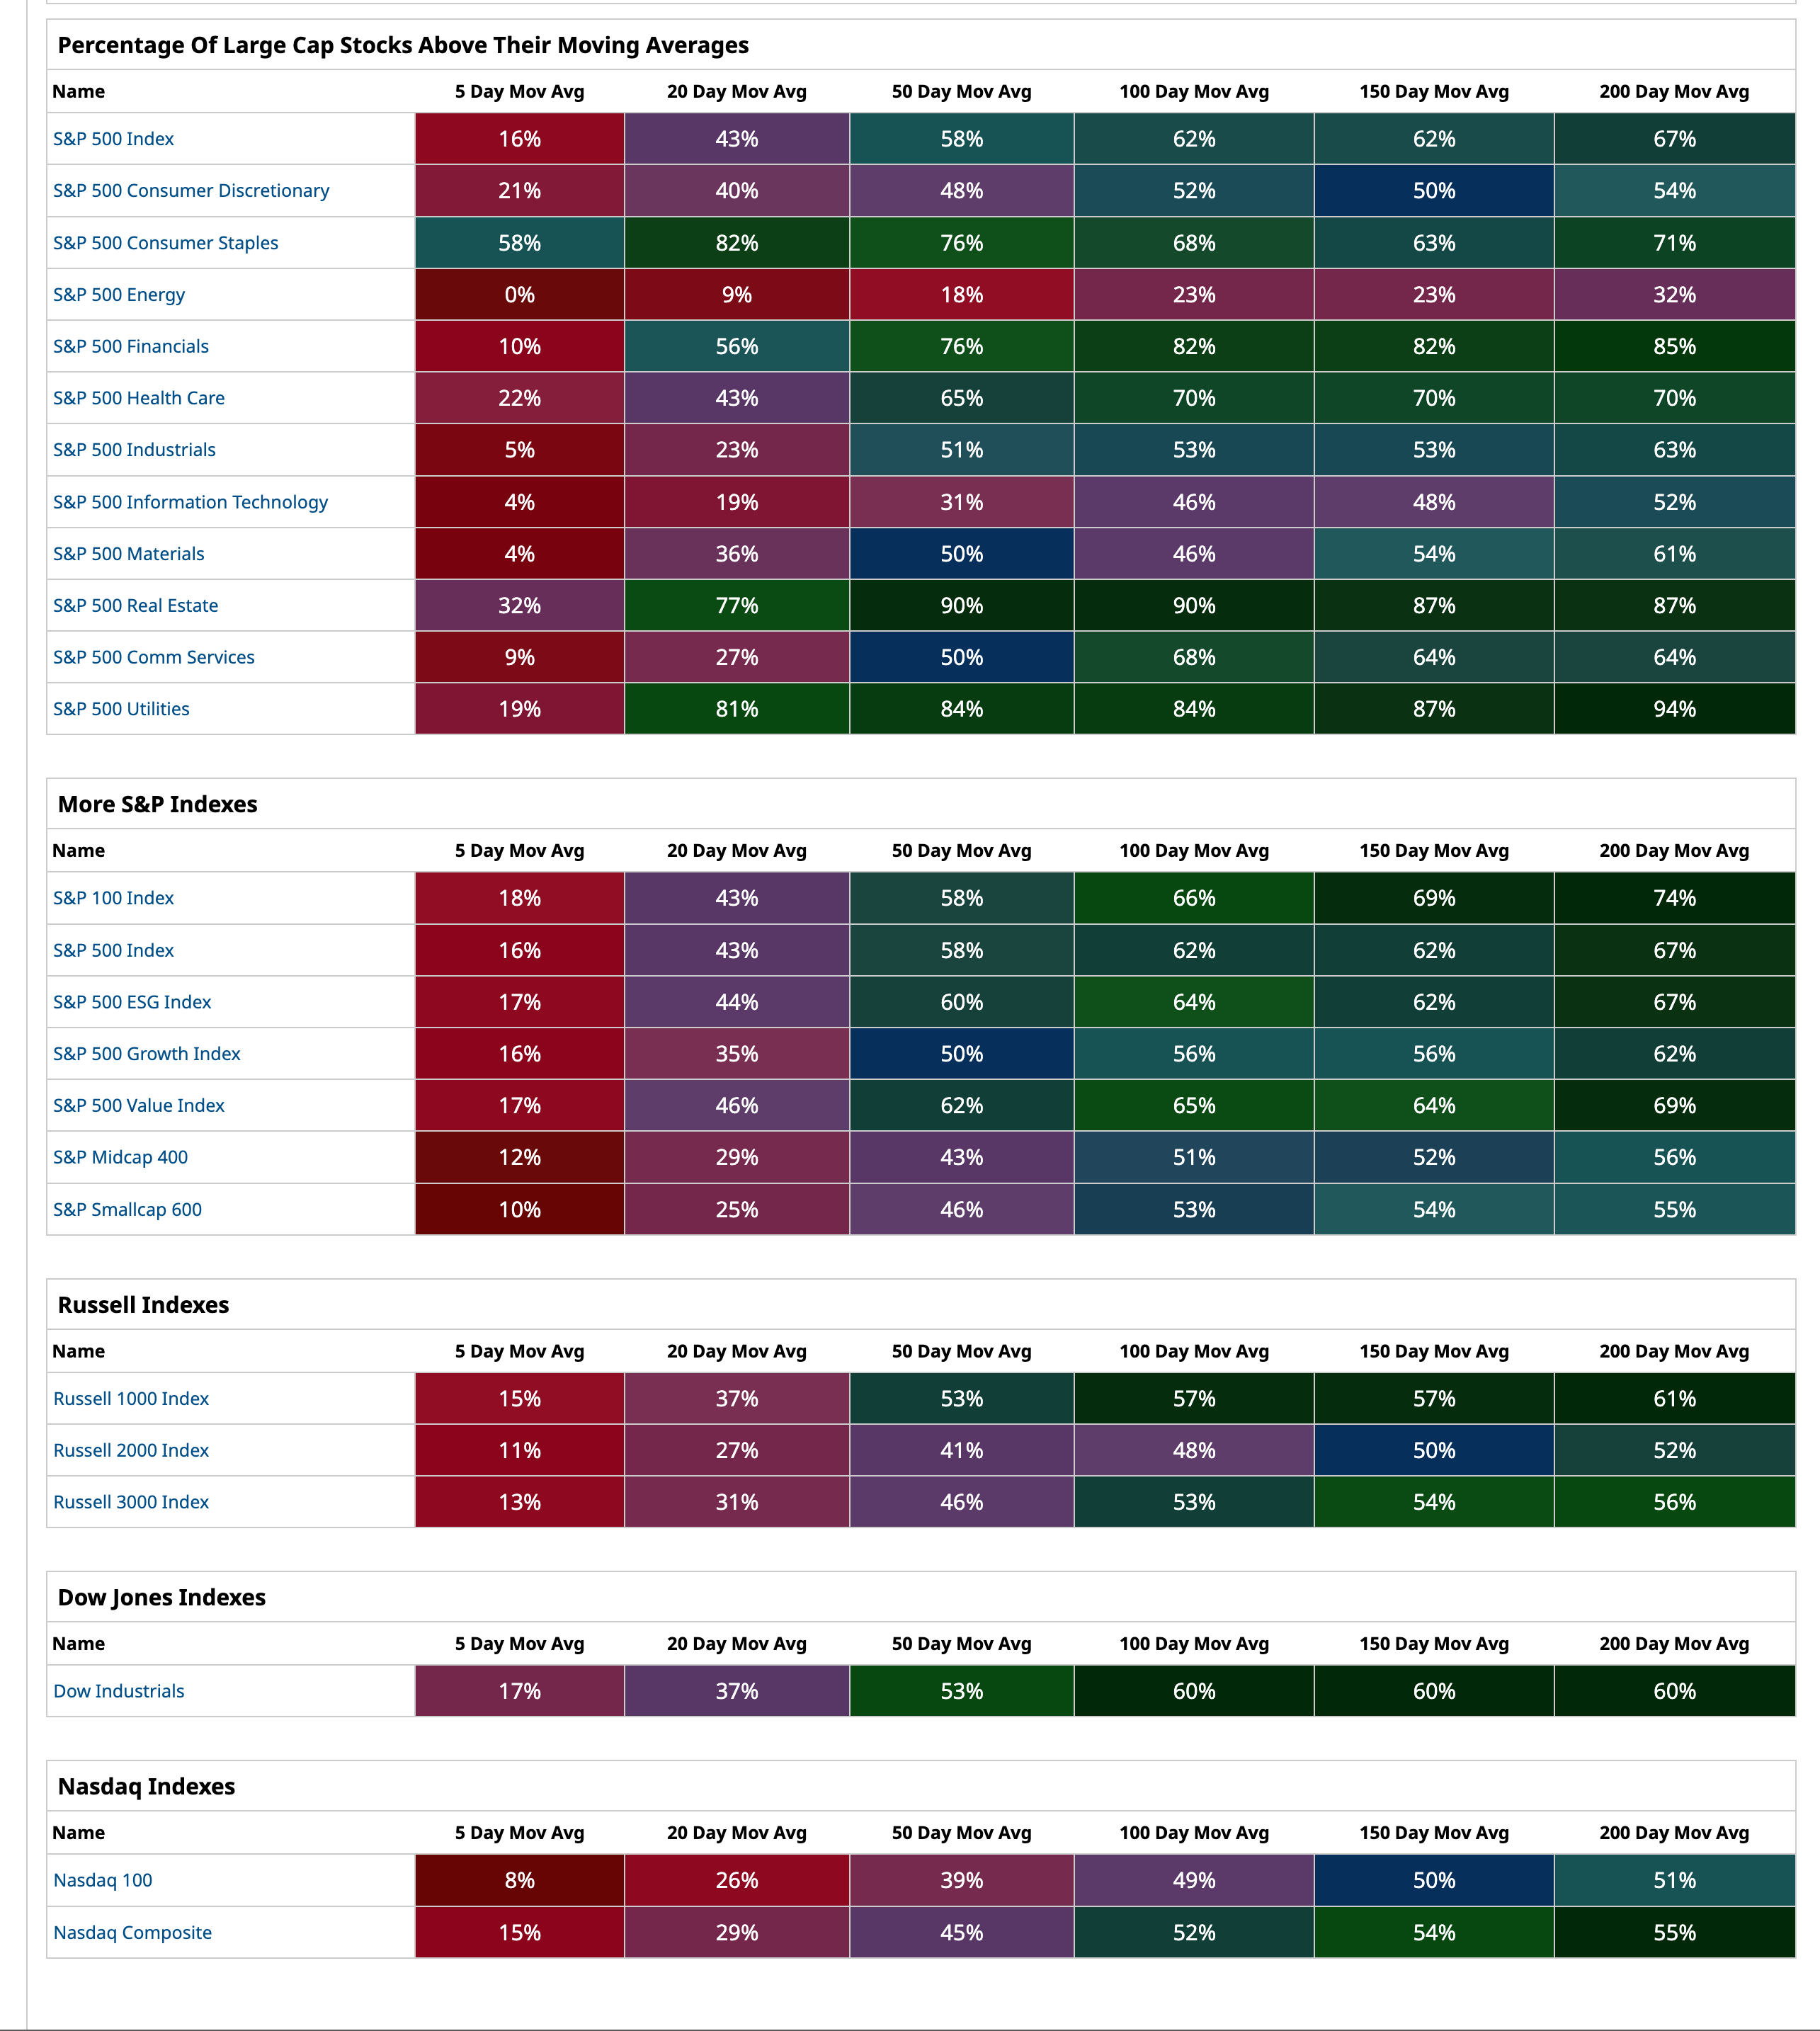 Percentage Of Large Cap Stocks Above Their Moving Averages
Name 5 Day Mov Avg 20 Day Mov Avg 50 Day Mov Avg 100 Day Mov Avg 150 Day Mov Avg 200 Day Mov Avg
S&P 500 Index 16% 43% 58% 62% 62% 67%
S&P 500 Consumer Discretionary 21% 40% 48% 52% 50% 54%
S&P 500 Consumer Staples 58% 82% 76% 68% 63% 71%
S&P 500 Energy 0% 9% 18% 23% 23% 32%
S&P 500 Financials 10% 56% 76% 82% 82% 85%
S&P 500 Health Care 22% 43% 65% 70% 70% 70%
S&P 500 Industrials 5% 23% 51% 53% 53% 63%
S&P 500 Information Technology 4% 19% 31% 46% 48% 52%
S&P 500 Materials 4% 36% 50% 46% 54% 61%
S&P 500 Real Estate 32% 77% 90% 90% 87% 87%
S&P 500 Comm Services 9% 27% 50% 68% 64% 64%
S&P 500 Utilities 19% 81% 84% 84% 87% 94%
More S&P Indexes
Name 5 Day Mov Avg 20 Day Mov Avg 50 Day Mov Avg 100 Day Mov Avg 150 Day Mov Avg 200 Day Mov Avg
S&P 100 Index 18% 43% 58% 66% 69% 74%
S&P 500 Index 16% 43% 58% 62% 62% 67%
S&P 500 ESG Index 17% 44% 60% 64% 62% 67%
S&P 500 Growth Index 16% 35% 50% 56% 56% 62%
S&P 500 Value Index 17% 46% 62% 65% 64% 69%
S&P Midcap 400 12% 29% 43% 51% 52% 56%
S&P Smallcap 600 10% 25% 46% 53% 54% 55%
Russell Indexes
Name 5 Day Mov Avg 20 Day Mov Avg 50 Day Mov Avg 100 Day Mov Avg 150 Day Mov Avg 200 Day Mov Avg
Russell 1000 Index 15% 37% 53% 57% 57% 61%
Russell 2000 Index 11% 27% 41% 48% 50% 52%
Russell 3000 Index 13% 31% 46% 53% 54% 56%
Dow Jones Indexes
Name 5 Day Mov Avg 20 Day Mov Avg 50 Day Mov Avg 100 Day Mov Avg 150 Day Mov Avg 200 Day Mov Avg
Dow Industrials 17% 37% 53% 60% 60% 60%
Nasdaq Indexes
Name 5 Day Mov Avg 20 Day Mov Avg 50 Day Mov Avg 100 Day Mov Avg 150 Day Mov Avg 200 Day Mov Avg
Nasdaq 100 8% 26% 39% 49% 50% 51%
Nasdaq Composite 15% 29% 45% 52% 54% 55%